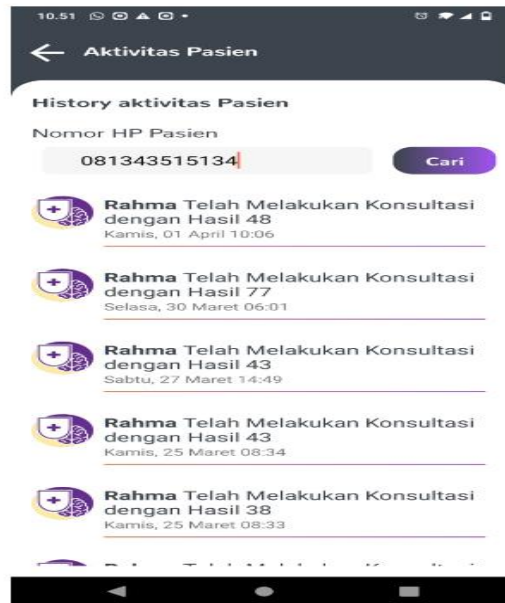 10.51
Aktivitas Pasien
History aktivitas Pasien
Nomor HP Pasien
081343515134
Cari
Rahma Telah Melakukan Konsultasi
dengan Hasil 48
Kamis, 01 April 10:06
Rahma Telah Melakukan Konsultasi
dengan Hasil 77
Selasa, 30 Maret 06:01
Rahma Telah Melakukan Konsultasi
dengan Hasil 43
Sabtu, 27 Maret 14:49
Rahma Telah Melakukan Konsultasi
dengan Hasil 43
Kamis, 25 Maret 08:34
Rahma Telah Melakukan Konsultasi
dengan Hasil 38
Kamis, 25 Maret 08:33